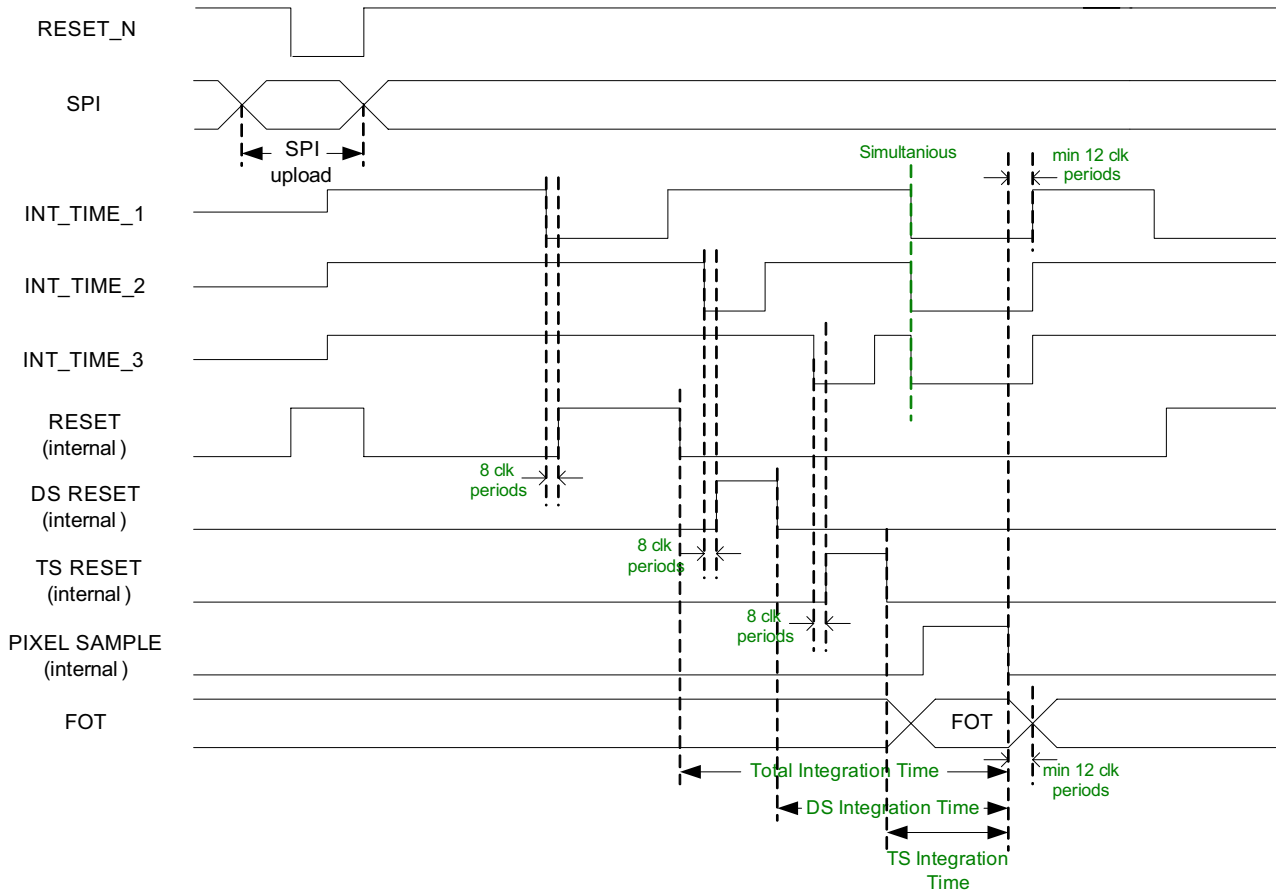 RESET_N
SPI
SPI
upload
Simultanious
min 12 clk
periods
INT_TIME_1
INT_TIME_2
INT_TIME_3
RESET
(internal)
8 clk
periods
DS RESET
(internal)
8 clk
periods
TS RESET
(internal)
8 clk
periods
PIXEL SAMPLE
(internal)
FOT
FOT
Total Integration Time
min 12 clk
periods
DS Integration Time
TS Integration
Time